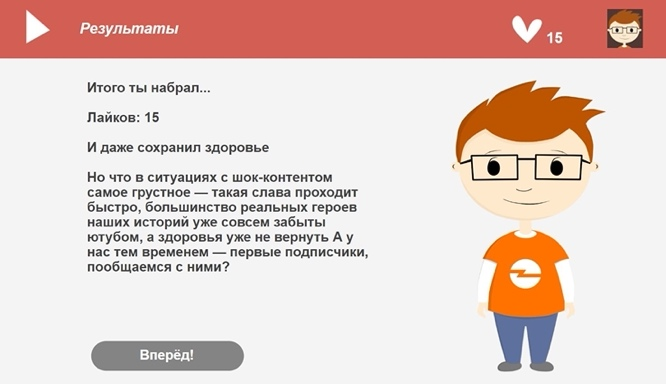 Результаты
15
Итого ты набрал...
Лайков: 15
И даже сохранил здоровье
Но что в ситуациях с шок-контентом
самое грустное — такая слава проходит
быстро, большинство реальных героев
наших историй уже совсем забыты
ютубом, а здоровья уже не вернуть А у
нас тем временем — первые подписчики,
пообщаемся с ними?
Вперёд!